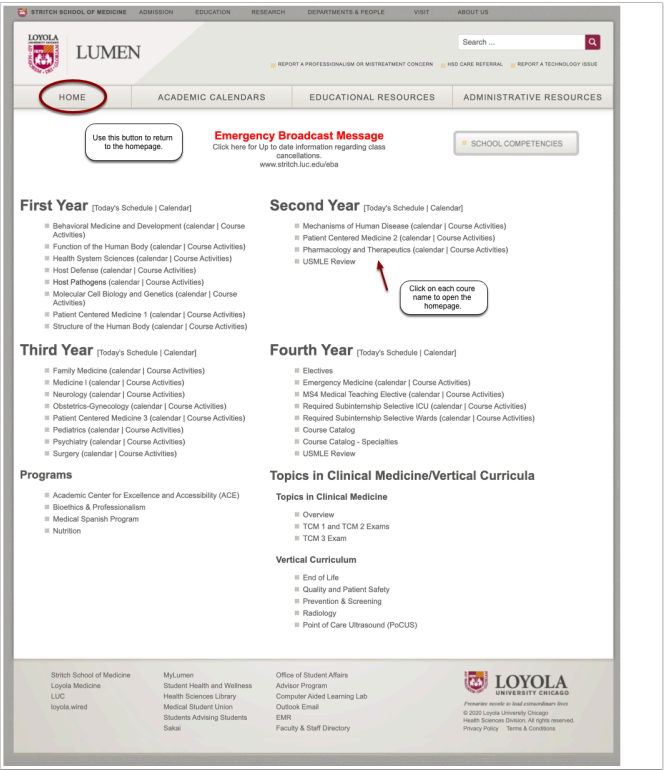 STRITCH SCHOOL OF MEDICINE ADMISSION EDUCATION RESEARCH DEPARTMENTS & PEOPLE VISIT ABOUT US
LOYOLA
LUMEN
Search ...
REPORT A PROFESSIONALISM OR MISTREATMENT CONCERN HSD CARE REFERRAL REPORT A TECHNOLOGY ISSUE
HOME ACADEMIC CALENDARS EDUCATIONAL RESOURCES ADMINISTRATIVE RESOURCES
Use this button to return
to the homepage.
Emergency Broadcast Message
Click here for Up to date information regarding class
cancellations.
www.stritch.luc.edu/eba
SCHOOL COMPETENCIES
First Year [Today's Schedule | Calendar]
Behavioral Medicine and Development (calendar | Course
Activities)
Function of the Human Body (calendar | Course Activities)
Health System Sciences (calendar | Course Activities)
Host Defense (calendar | Course Activities)
Host Pathogens (calendar | Course Activities)
Molecular Cell Biology and Genetics (calendar | Course
Activities)
Patient Centered Medicine 1 (calendar | Course Activities)
Structure of the Human Body (calendar | Course Activities)
Second Year [Today's Schedule | Calendar]
Mechanisms of Human Disease (calendar | Course Activities)
Patient Centered Medicine 2 (calendar | Course Activities)
Pharmacology and Therapeutics (calendar | Course Activities)
USMLE Review
Click on each coure
name to open the
homepage.
Third Year [Today's Schedule | Calendar]
Family Medicine (calendar | Course Activities)
Medicine I (calendar | Course Activities)
Neurology (calendar | Course Activities)
Obstetrics-Gynecology (calendar | Course Activities)
Patient Centered Medicine 3 (calendar | Course Activities)
Pediatrics (calendar | Course Activities)
Psychiatry (calendar | Course Activities)
Surgery (calendar | Course Activities)
Fourth Year [Today's Schedule | Calendar]
Electives
Emergency Medicine (calendar | Course Activities)
MS4 Medical Teaching Elective (calendar | Course Activities)
Required Subinternship Selective ICU (calendar | Course Activities)
Required Subinternship Selective Wards (calendar | Course Activities)
Course Catalog
Course Catalog - Specialties
USMLE Review
Programs
Academic Center for Excellence and Accessibility (ACE)
Bioethics & Professionalism
Medical Spanish Program
Nutrition
Topics in Clinical Medicine/Vertical Curricula
Topics in Clinical Medicine
Overview
TCM 1 and TCM 2 Exams
TCM 3 Exam
Vertical Curriculum
End of Life
Quality and Patient Safety
Prevention & Screening
Radiology
Point of Care Ultrasound (PoCUS)
Stritch School of Medicine
Loyola Medicine
LUC
loyola.wired
MyLumen
Student Health and Wellness
Health Sciences Library
Medical Student Union
Students Advising Students
Sakai
Office of Student Affairs
Advisor Program
Computer Aided Learning Lab
Outlook Email
EMR
Faculty & Staff Directory
LOYOLA
UNIVERSITY CHICAGO
Preparing people to lead extraordinary lives
© 2020 Loyola University Chicago
Health Sciences Division. All rights reserved.
Privacy Policy Terms & Conditions